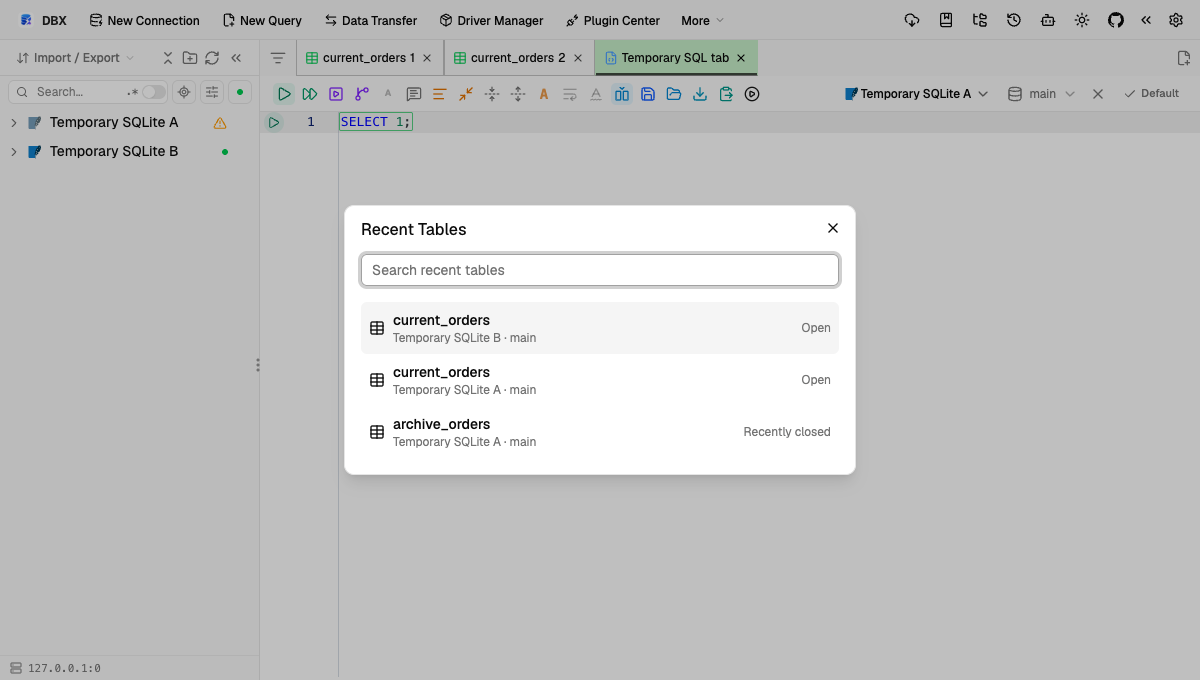 DBX New Connection New Query Data Transfer Driver Manager Plugin Center More
Import / Export current_orders 1 current_orders 2 Temporary SQL tab
Search... .* Temporary SQLite A main Default
Temporary SQLite A
1 SELECT 1;
Temporary SQLite B
Recent Tables
Search recent tables
current_orders
Temporary SQLite B · main
Open
current_orders
Temporary SQLite A · main
Open
archive_orders
Temporary SQLite A · main
Recently closed
127.0.0.1:0